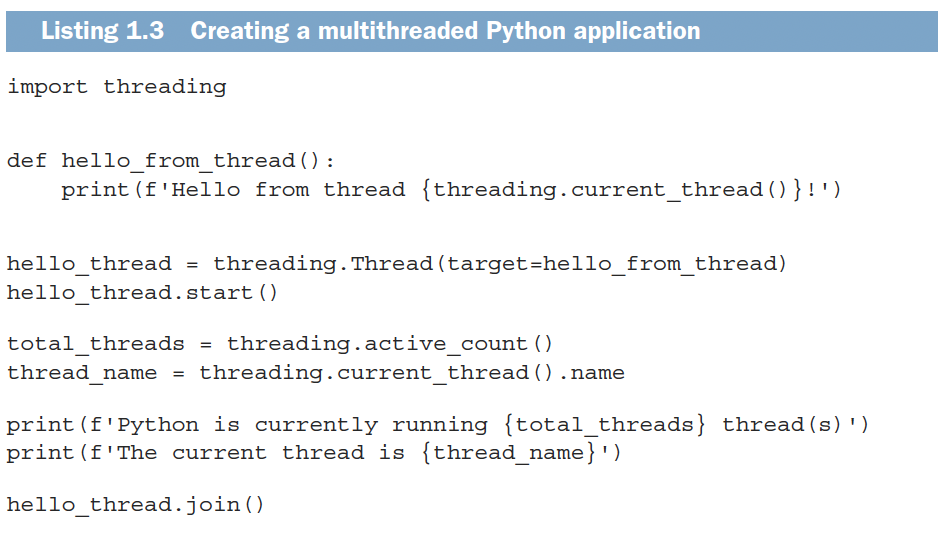 Listing 1.3 Creating a multithreaded Python application
import threading
def hello_from_thread():
    print(f'Hello from thread {threading.current_thread()}!')
hello_thread = threading.Thread(target=hello_from_thread)
hello_thread.start()
total_threads = threading.active_count()
thread_name = threading.current_thread().name
print(f'Python is currently running {total_threads} thread(s)')
print(f'The current thread is {thread_name}')
hello_thread.join()